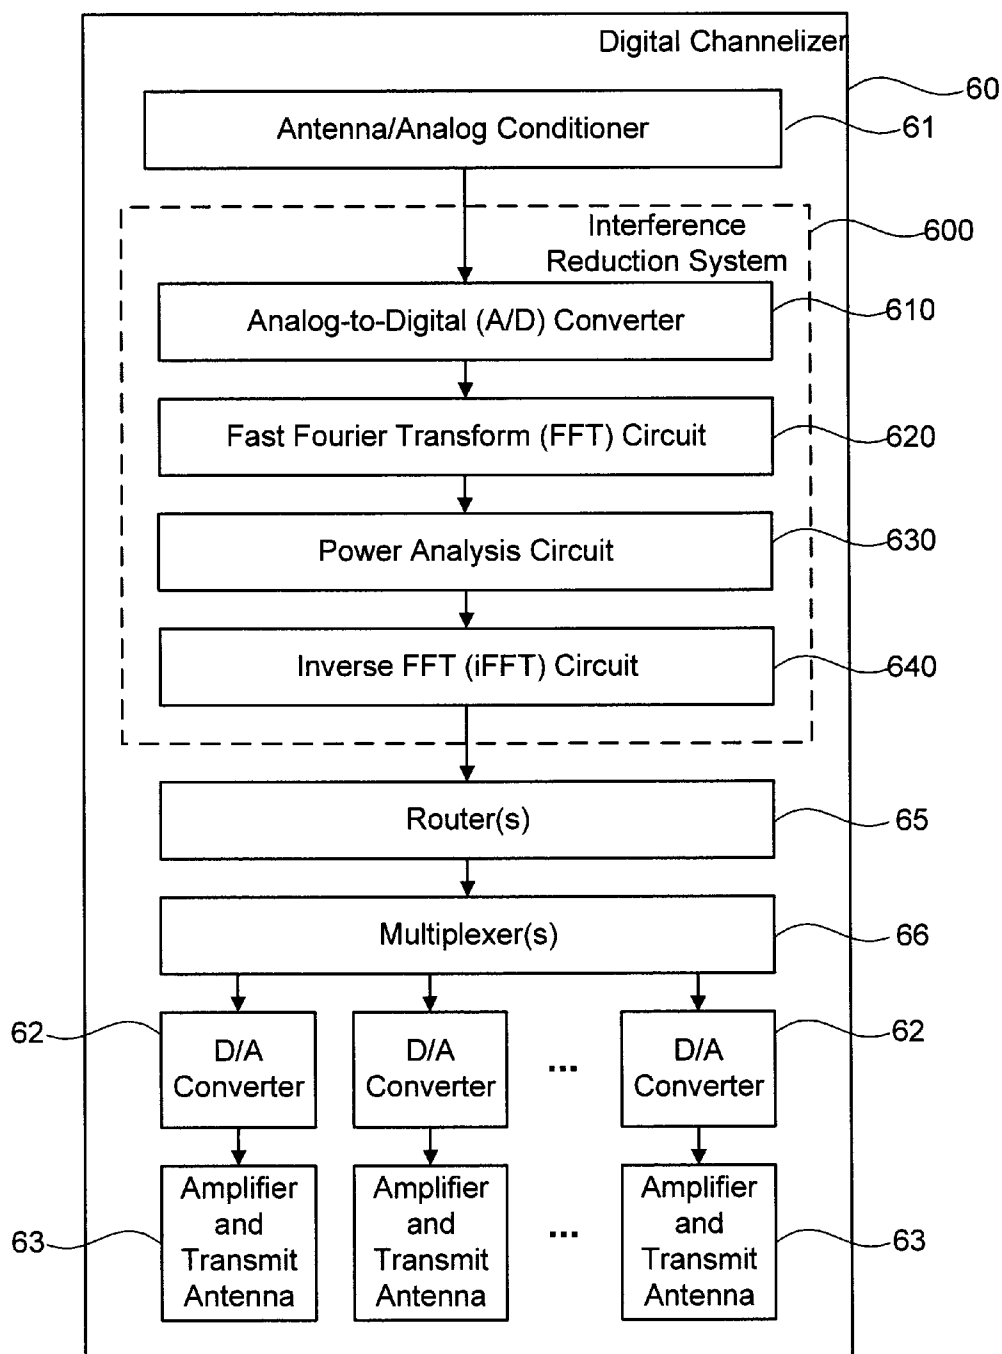 Digital Channelizer
60
Antenna/Analog Conditioner
61
Interference
Reduction System
600
Analog-to-Digital (A/D) Converter
610
Fast Fourier Transform (FFT) Circuit
620
Power Analysis Circuit
630
Inverse FFT (iFFT) Circuit
640
Router(s)
65
Multiplexer(s)
66
62
D/A
Converter
D/A
Converter
...
D/A
Converter
62
63
Amplifier
and
Transmit
Antenna
Amplifier
and
Transmit
Antenna
...
Amplifier
and
Transmit
Antenna
63